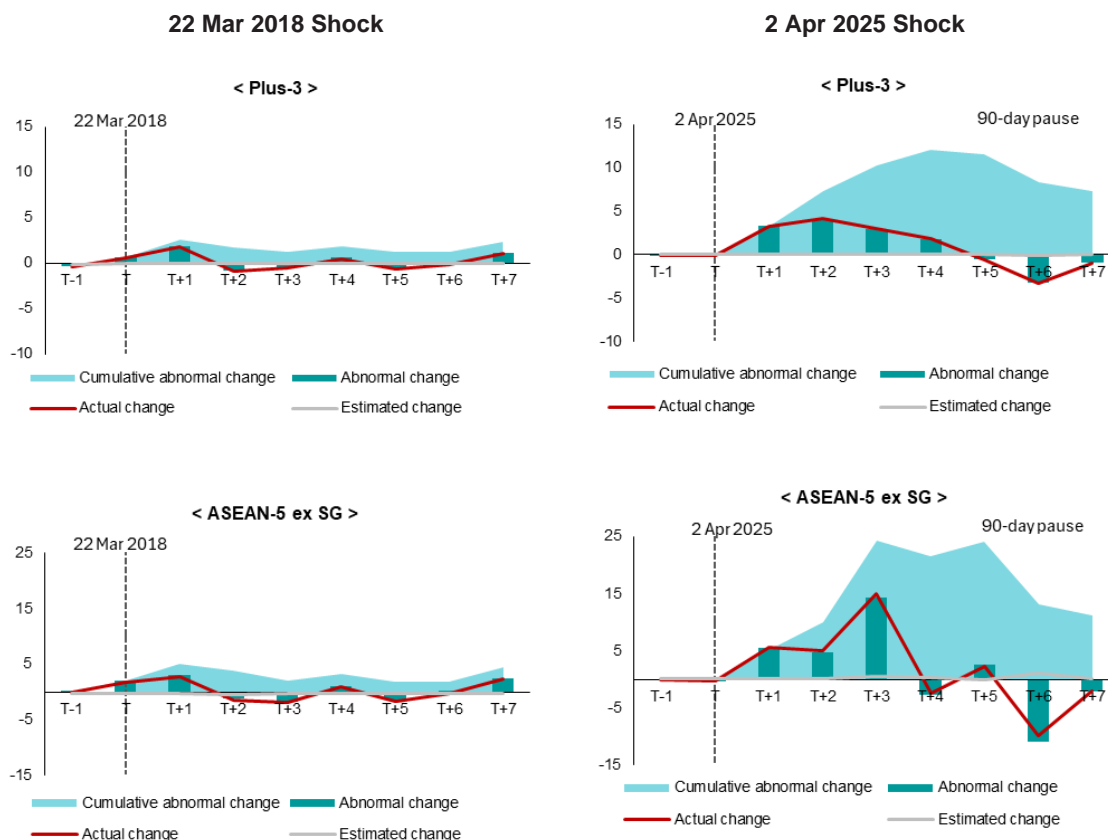 22 Mar 2018 Shock
2 Apr 2025 Shock
< Plus-3 >
22 Mar 2018
15
10
5
0
-5
-10
T-1 T T+1 T+2 T+3 T+4 T+5 T+6 T+7
Cumulative abnormal change Abnormal change
Actual change Estimated change
< Plus-3 >
2 Apr 2025 90-day pause
15
10
5
0
-5
-10
T-1 T T+1 T+2 T+3 T+4 T+5 T+6 T+7
Cumulative abnormal change Abnormal change
Actual change Estimated change
< ASEAN-5 ex SG >
22 Mar 2018
25
15
5
-5
-15
T-1 T T+1 T+2 T+3 T+4 T+5 T+6 T+7
Cumulative abnormal change Abnormal change
Actual change Estimated change
< ASEAN-5 ex SG >
2 Apr 2025 90-day pause
25
15
5
-5
-15
T-1 T T+1 T+2 T+3 T+4 T+5 T+6 T+7
Cumulative abnormal change Abnormal change
Actual change Estimated change